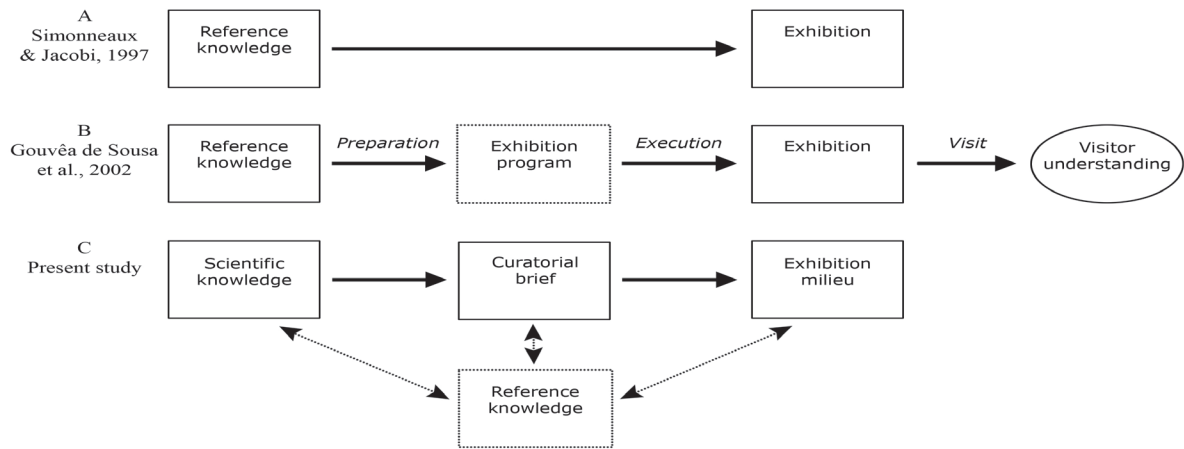 A
Simonneaux
& Jacobi, 1997
Reference
knowledge
Exhibition
B
Gouvêa de Sousa
et al., 2002
Reference
knowledge
Preparation
Exhibition
program
Execution
Exhibition
Visit
Visitor
understanding
C
Present study
Scientific
knowledge
Curatorial
brief
Exhibition
milieu
Reference
knowledge